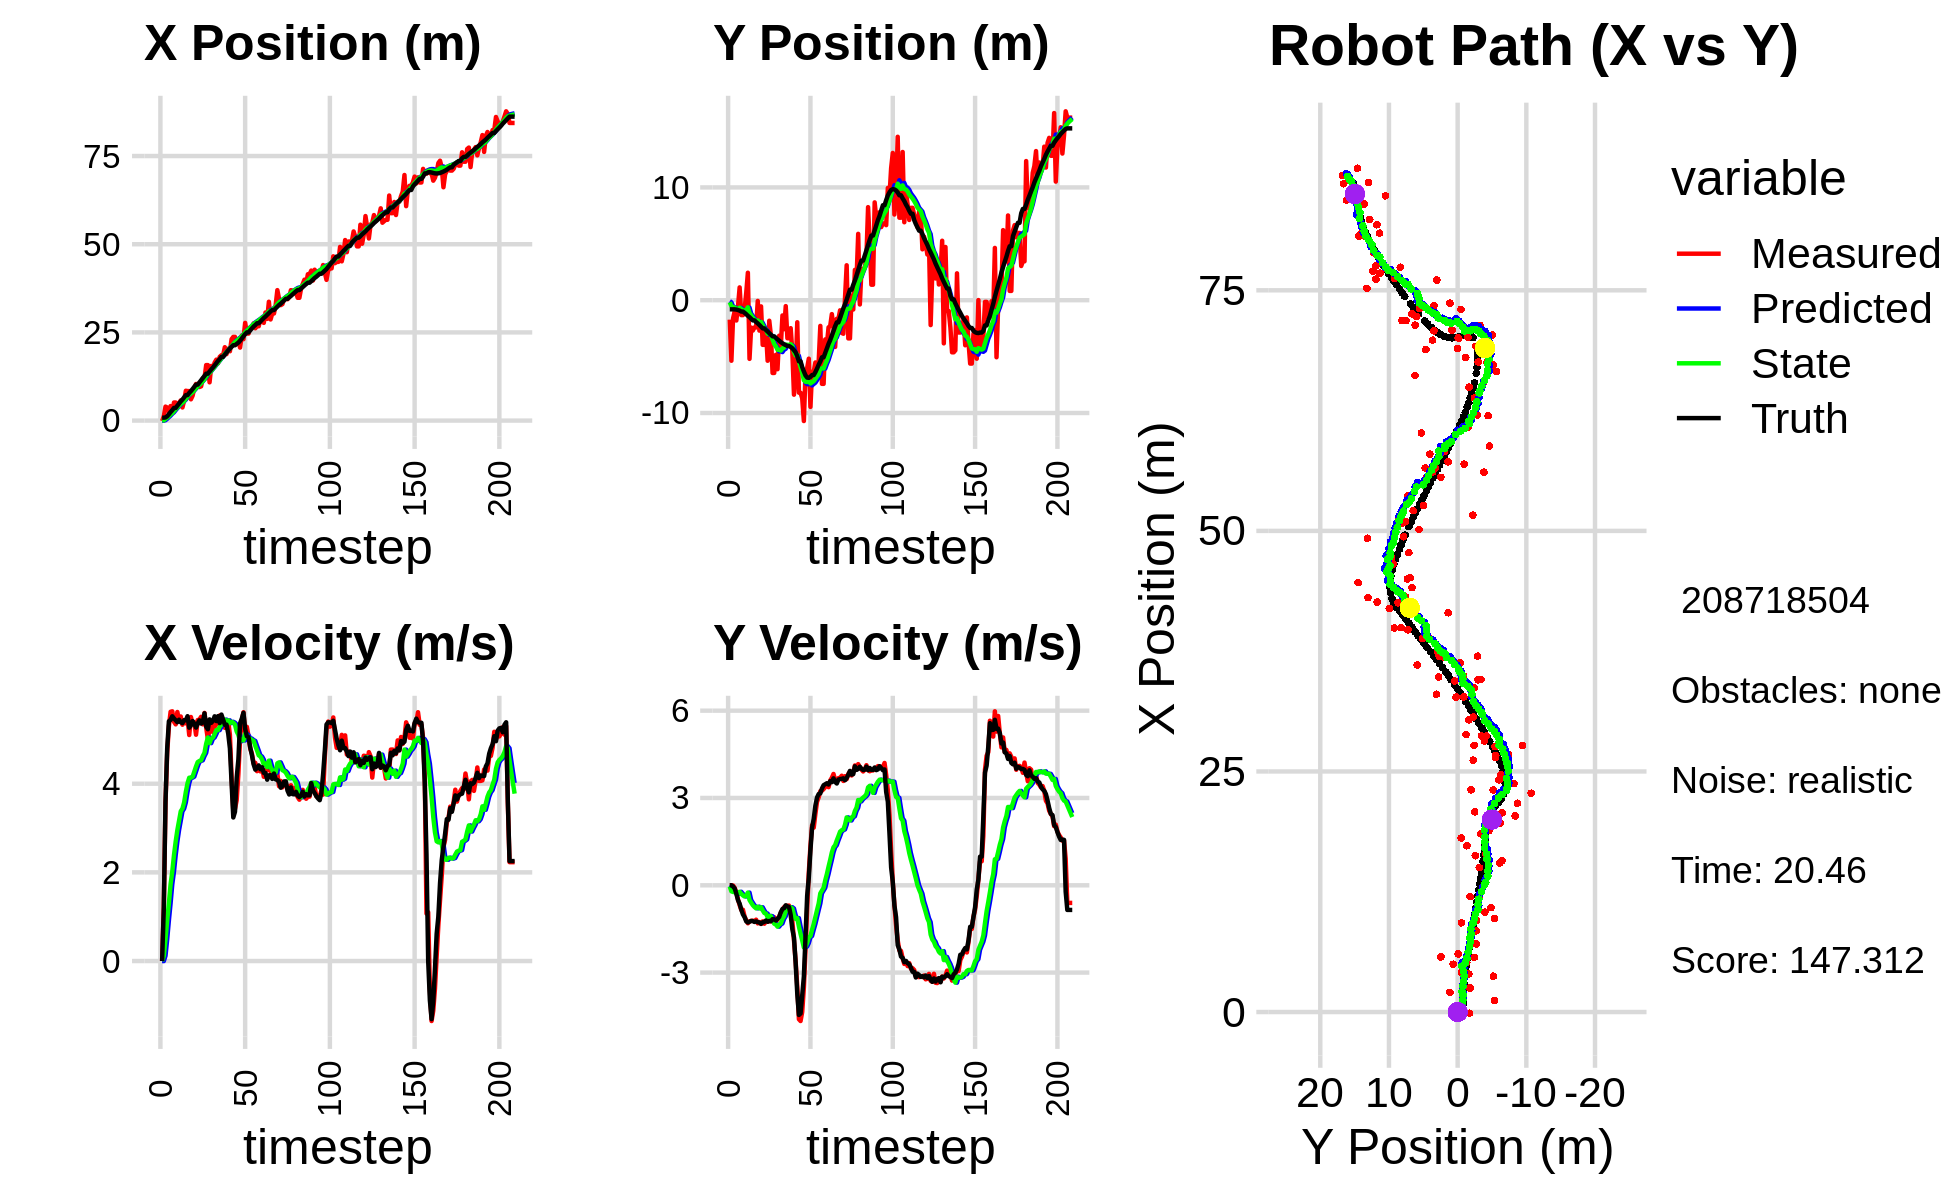 X Position (m)
75
50
25
0
0
50
100
150
200
timestep
Y Position (m)
10
0
-10
0
50
100
150
200
timestep
X Velocity (m/s)
4
2
0
0
50
100
150
200
timestep
Y Velocity (m/s)
6
3
0
-3
0
50
100
150
200
timestep
Robot Path (X vs Y)
X Position (m)
75
50
25
0
20 10 0 -10 -20
Y Position (m)
variable
Measured
Predicted
State
Truth
208718504
Obstacles: none
Noise: realistic
Time: 20.46
Score: 147.312